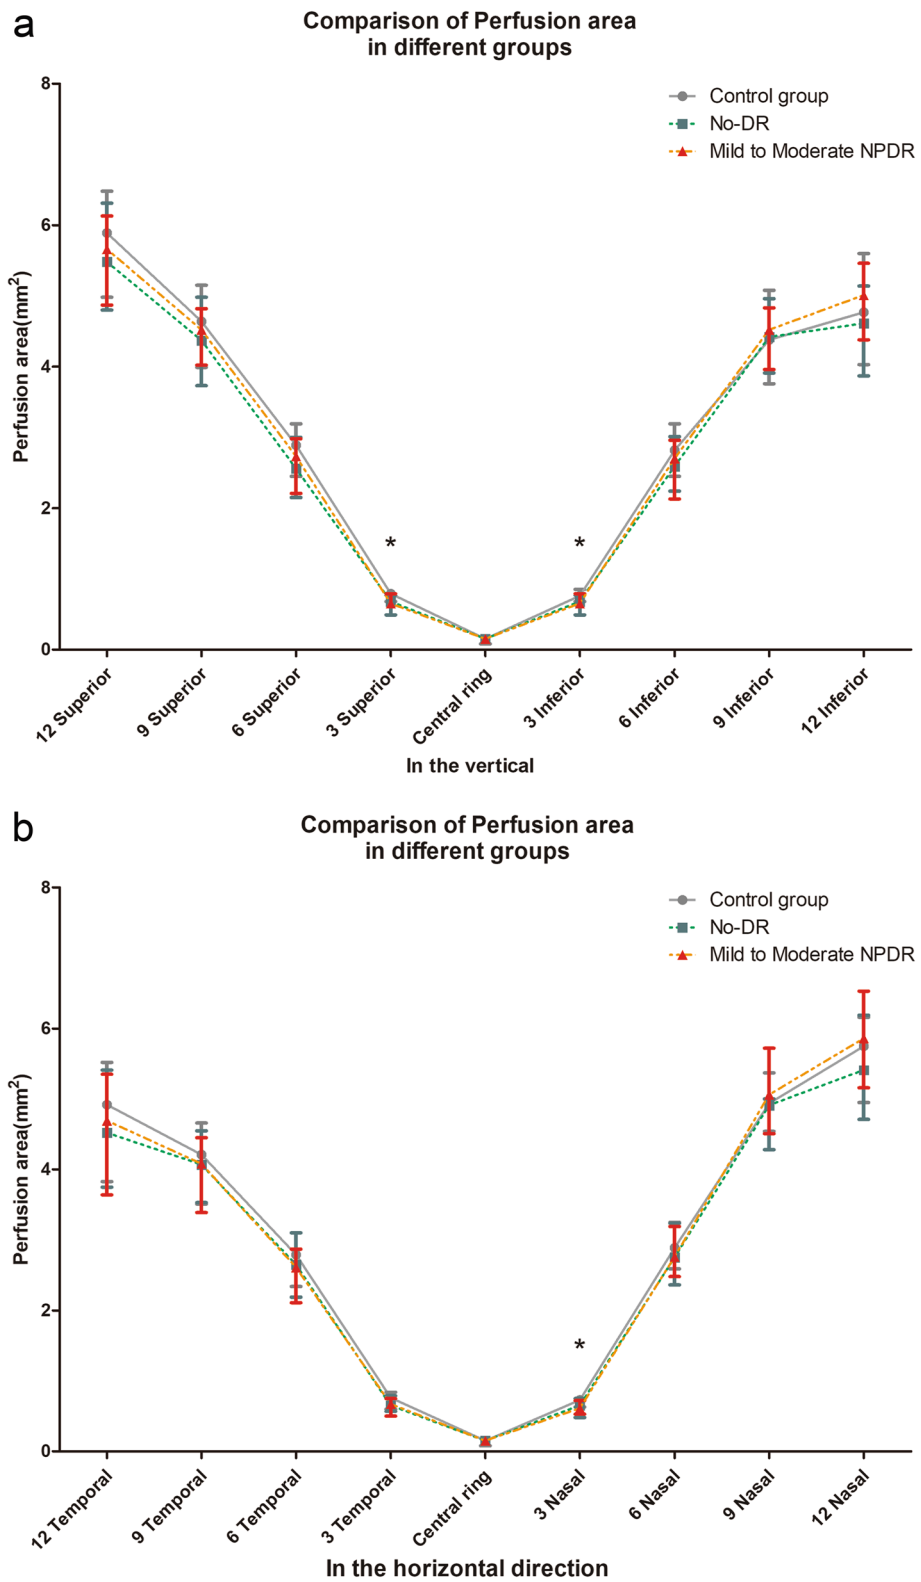 a
Comparison of Perfusion area
in different groups
8
6
4
2
0
Perfusion area(mm²)
Control group
No-DR
Mild to Moderate NPDR
*
*
12 Superior
9 Superior
6 Superior
3 Superior
Central ring
3 Inferior
6 Inferior
9 Inferior
12 Inferior
In the vertical
b
Comparison of Perfusion area
in different groups
8
6
4
2
0
Perfusion area(mm²)
Control group
No-DR
Mild to Moderate NPDR
*
12 Temporal
9 Temporal
6 Temporal
3 Temporal
Central ring
3 Nasal
6 Nasal
9 Nasal
12 Nasal
In the horizontal direction